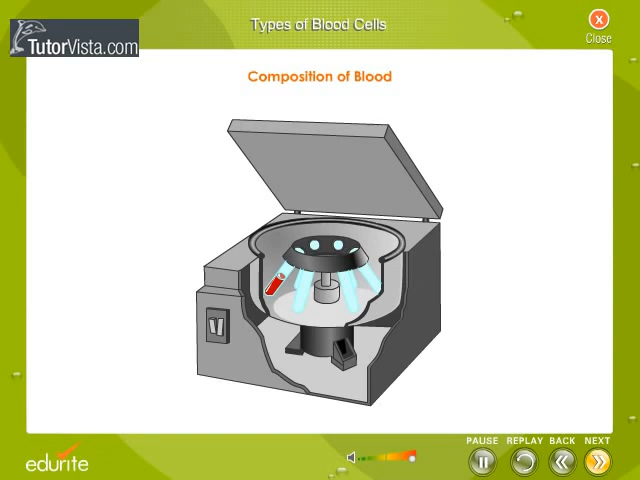 Types of Blood Cells
X
Close
TutorVista.com
Composition of Blood
PAUSE REPLAY BACK NEXT
edurite